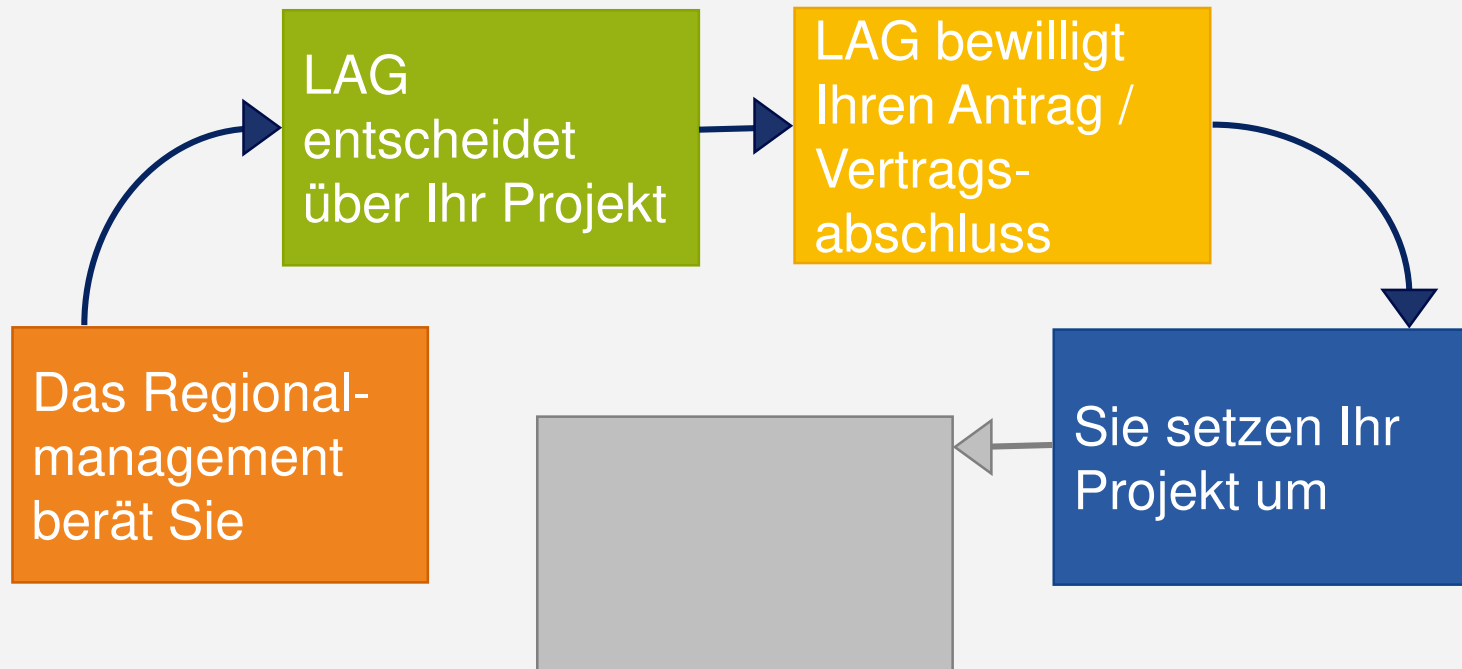 Das Regional-
management
berät Sie
LAG
entscheidet
über Ihr Projekt
LAG bewilligt
Ihren Antrag /
Vertrags-
abschluss
Sie setzen Ihr
Projekt um